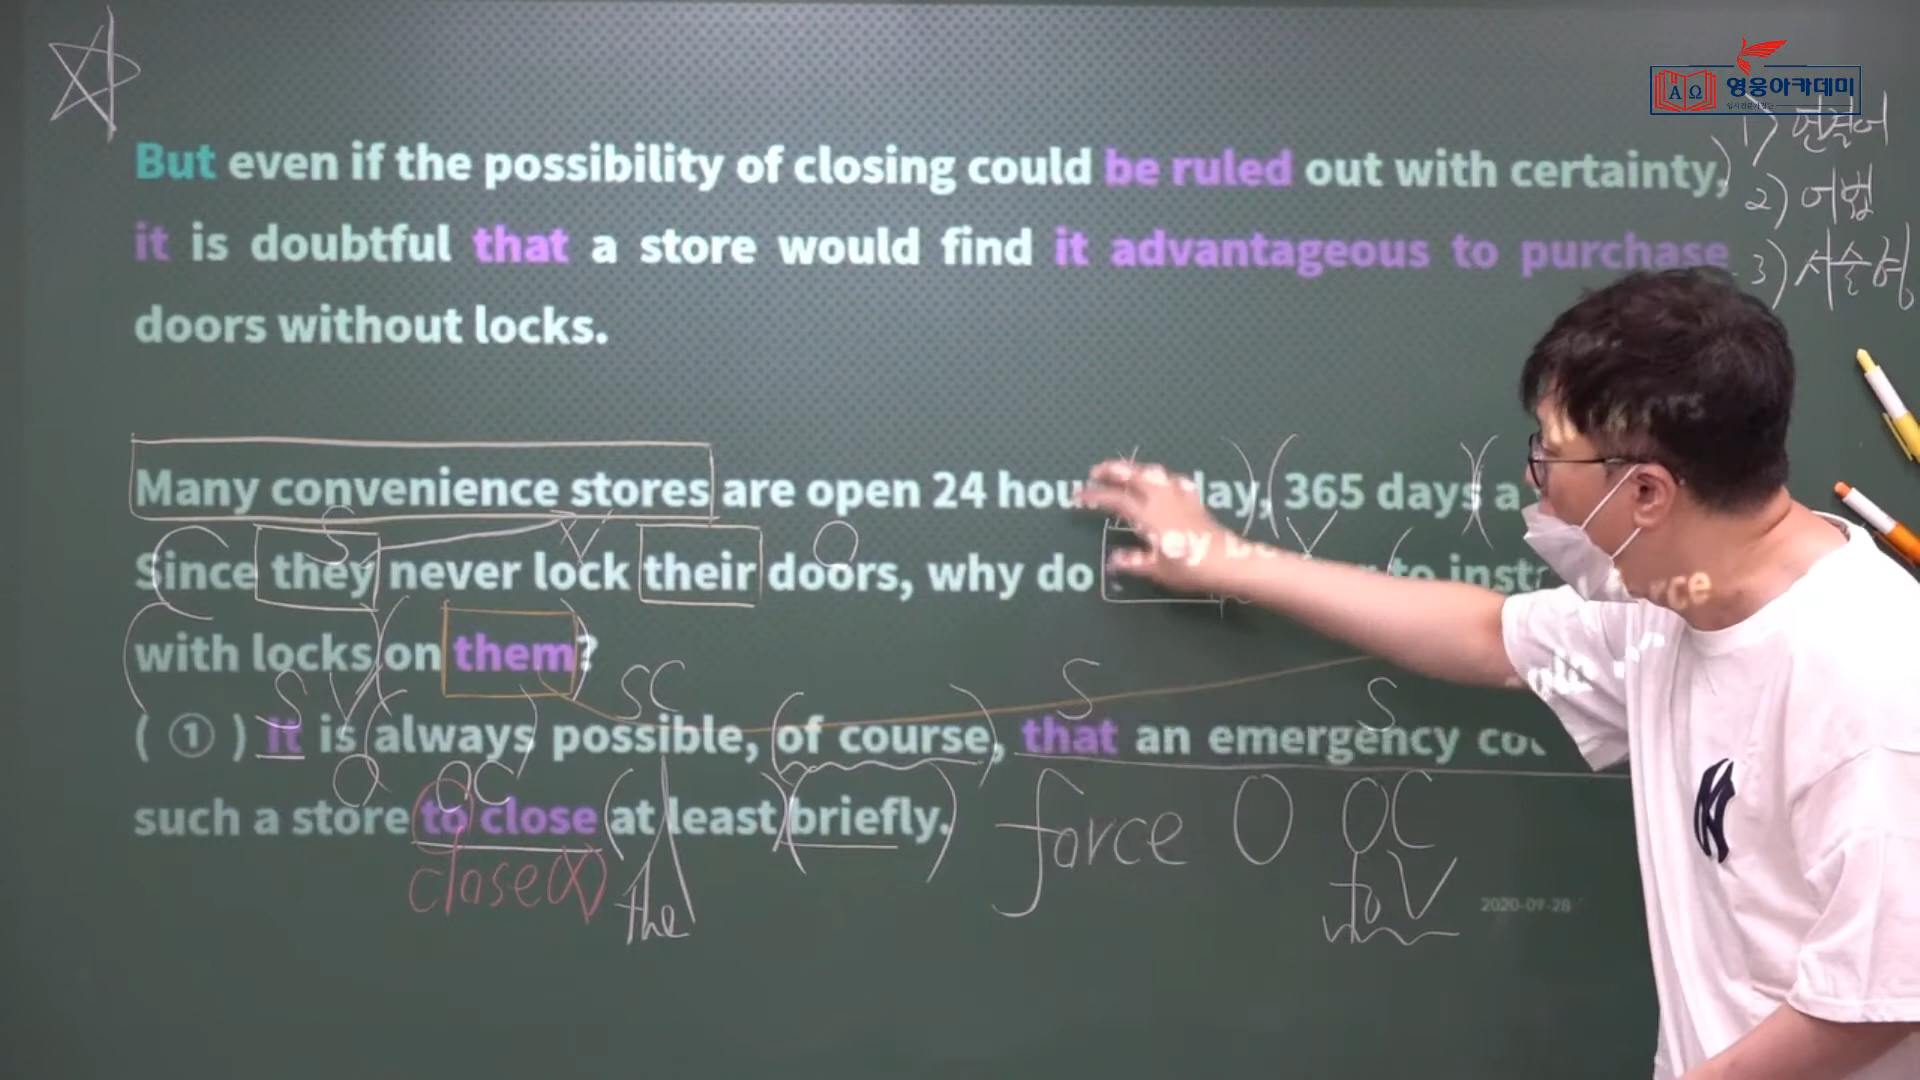 영웅아카데미
1) 연결어
2) 어법
3) 서술형
But even if the possibility of closing could be ruled out with certainty,
it is doubtful that a store would find it advantageous to purchase
doors without locks.
Many convenience stores are open 24 day, 365 days a
Since they never lock their doors, why do to
with locks on them?
S V O V
( ① ) it is always possible, of course, that an emergency
S V SC S S
such a store to close at least briefly.
O OC
close(X) the
force O OC
to V
2020-09-28